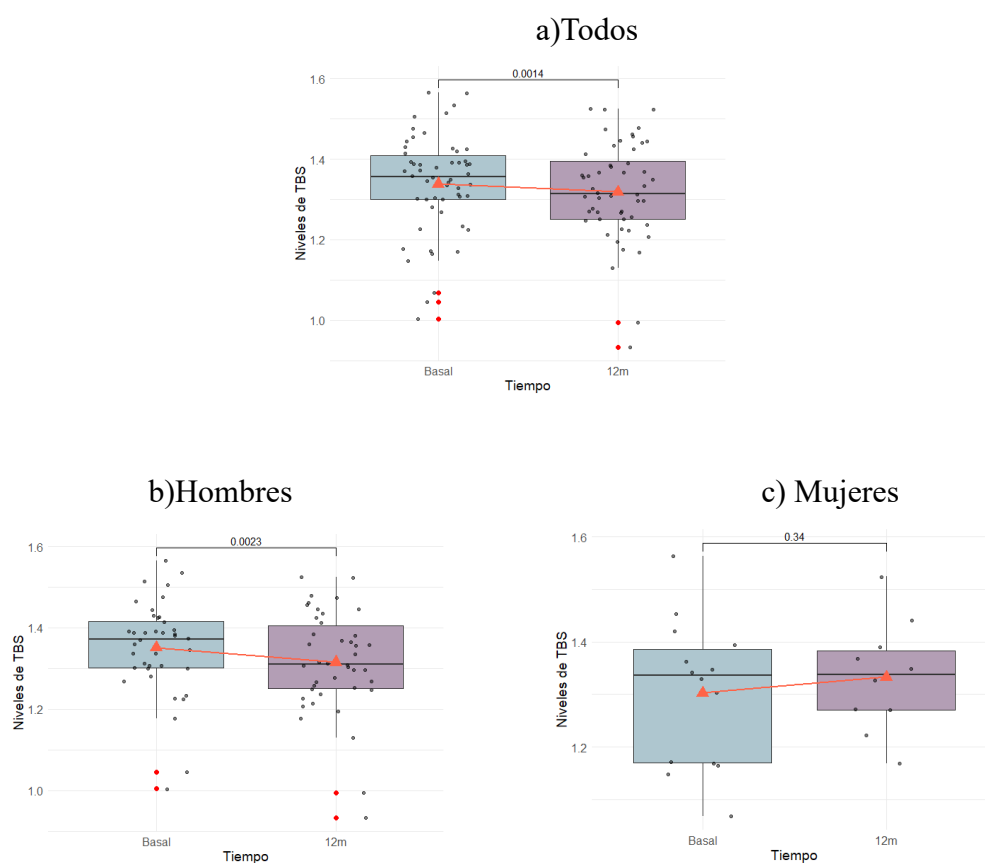 a)Todos
0.0014
1.6
1.4
1.2
1.0
Niveles de TBS
Basal
12m
Tiempo
b)Hombres
0.0023
1.6
1.4
1.2
1.0
Niveles de TBS
Basal
12m
Tiempo
c) Mujeres
0.34
1.6
1.4
1.2
Niveles de TBS
Basal
12m
Tiempo